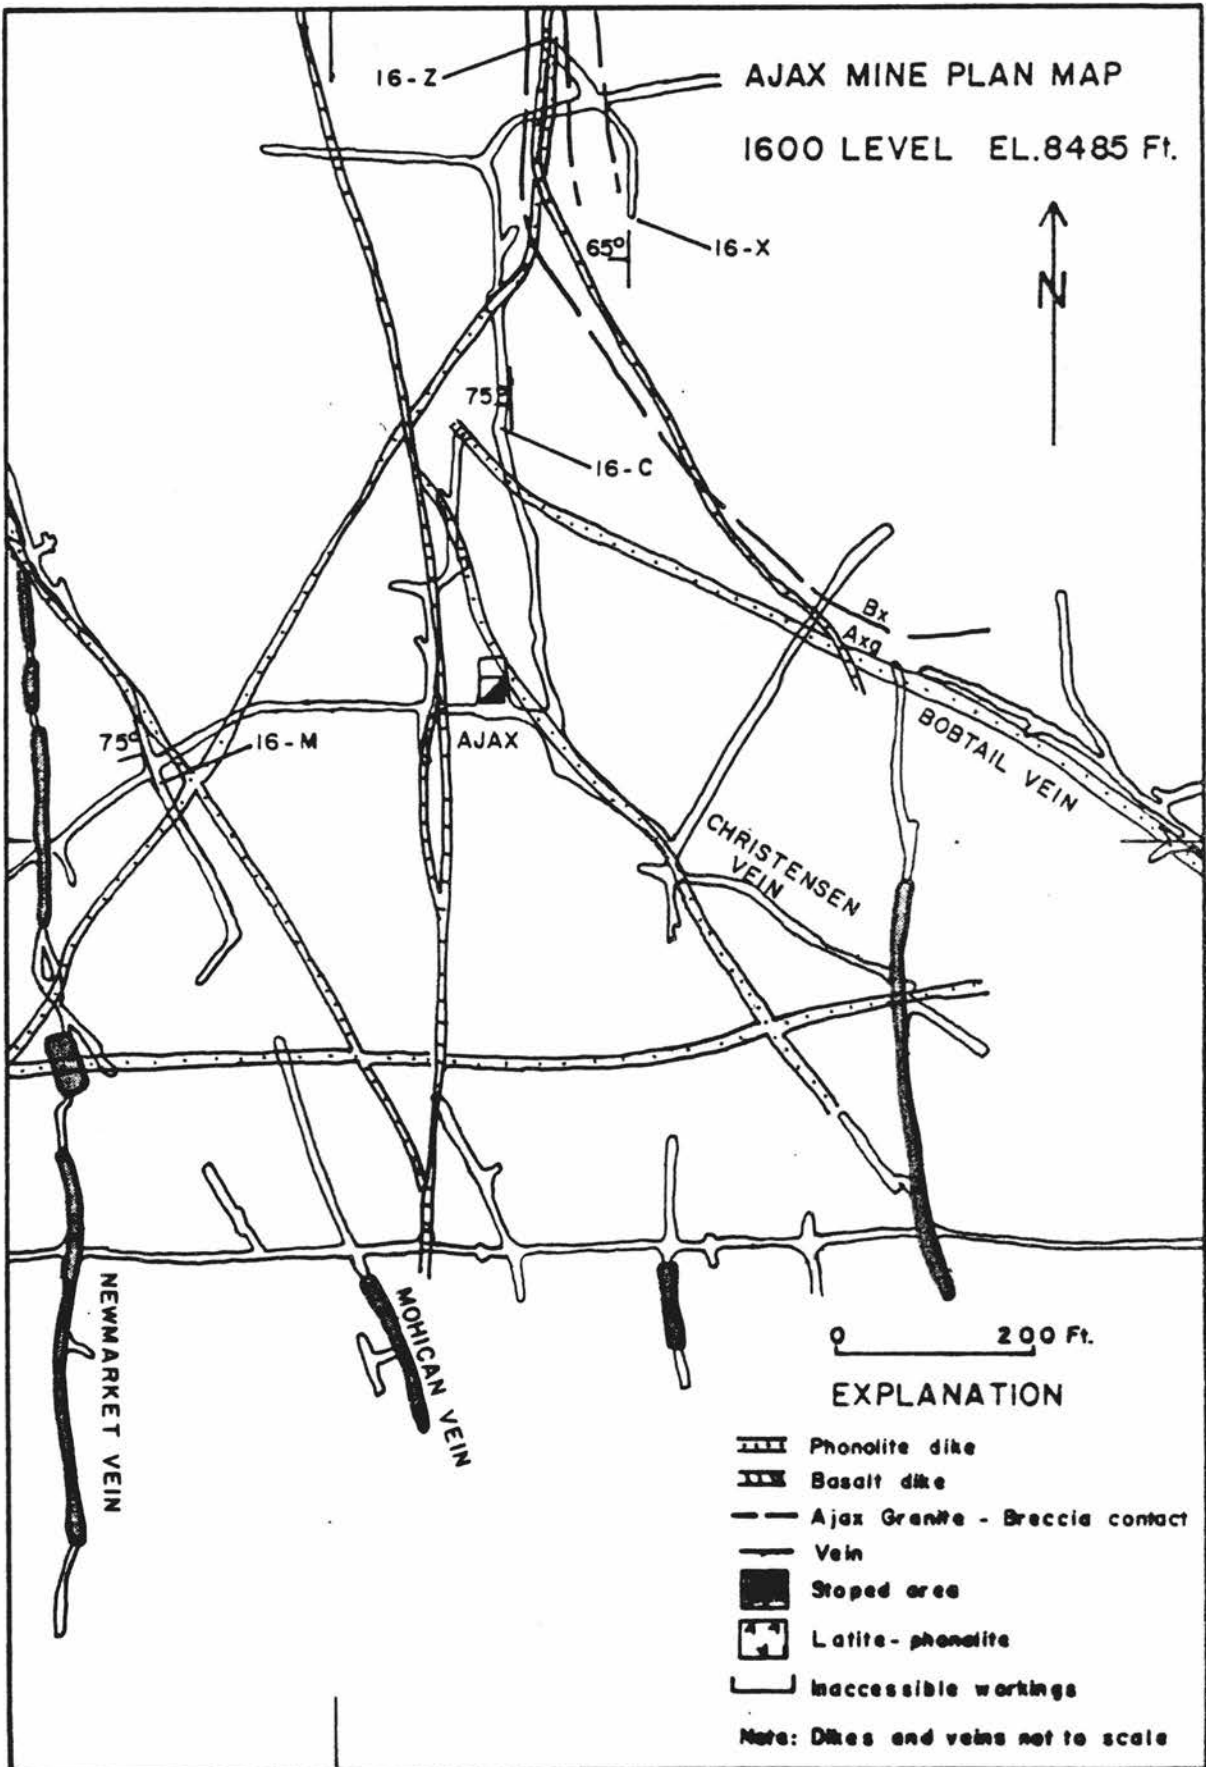 AJAX MINE PLAN MAP
1600 LEVEL EL.8485 Ft.
16-Z
16-X
65°
N
75°
16-C
Bx
Axg
BOBTAIL VEIN
75°
16-M
AJAX
CHRISTENSEN
VEIN
NEWMARKET VEIN
MOHICAN VEIN
0 200 Ft.
EXPLANATION
Phonolite dike
Basalt dike
Ajax Granite - Breccia contact
Vein
Stoped area
Latite-phonolite
Inaccessible workings
Note: Dikes and veins not to scale